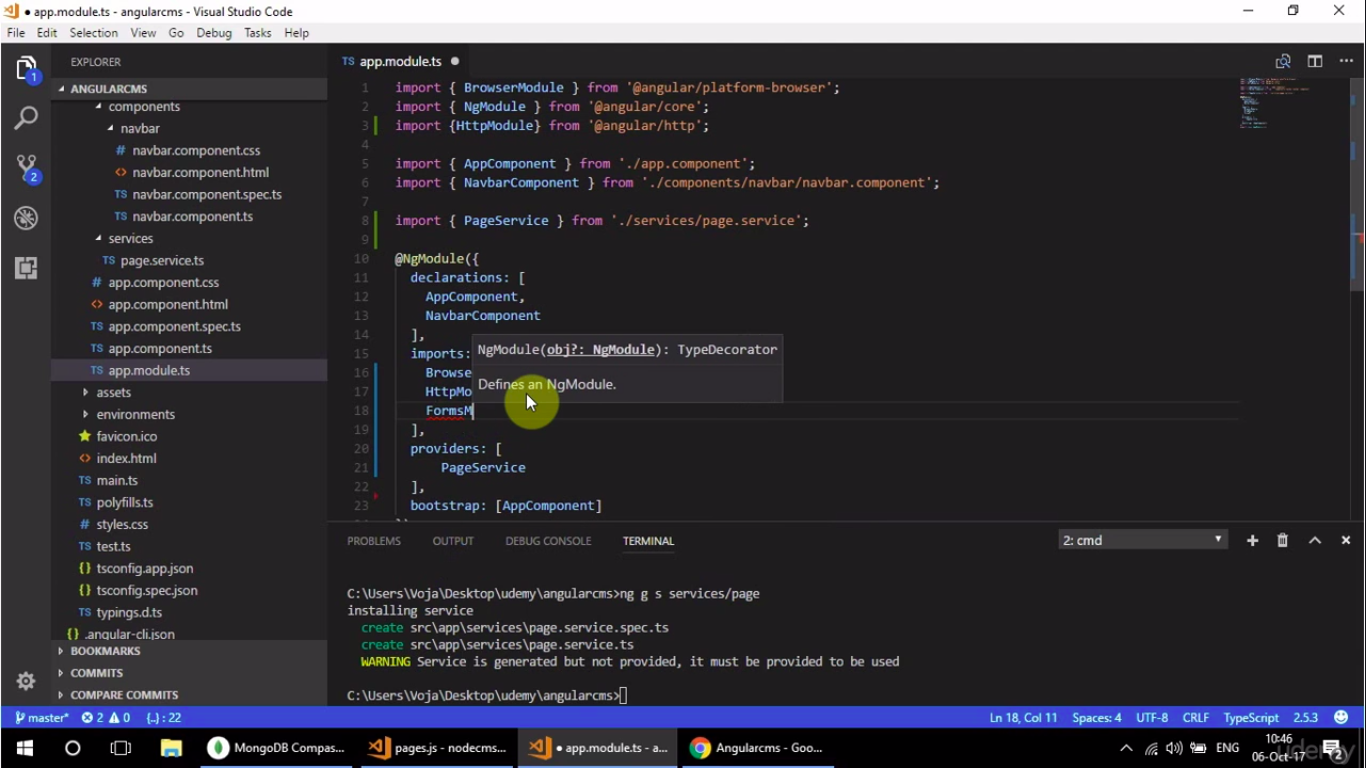 app.module.ts - angularcms - Visual Studio Code
File Edit Selection View Go Debug Tasks Help
EXPLORER
TS app.module.ts
1
2
ANGULARCMS
components
navbar
# navbar.component.css
<> navbar.component.html
TS navbar.component.spec.ts
TS navbar.component.ts
services
TS page.service.ts
# app.component.css
<> app.component.html
TS app.component.spec.ts
TS app.component.ts
TS app.module.ts
assets
environments
favicon.ico
<> index.html
TS main.ts
TS polyfills.ts
# styles.css
TS test.ts
{} tsconfig.app.json
{} tsconfig.spec.json
TS typings.d.ts
{} .angular-cli.json
BOOKMARKS
COMMITS
COMPARE COMMITS
1 import { BrowserModule } from '@angular/platform-browser';
2 import { NgModule } from '@angular/core';
3 import {HttpModule} from '@angular/http';
4
5 import { AppComponent } from './app.component';
6 import { NavbarComponent } from './components/navbar/navbar.component';
7
8 import { PageService } from './services/page.service';
9
10 @NgModule({
11 declarations: [
12 AppComponent,
13 NavbarComponent
14 ],
15 imports:
NgModule(obj?: NgModule): TypeDecorator
16 Browse
Defines an NgModule.
17 HttpMo
18 FormsM
19 ],
20 providers: [
21 PageService
22 ],
23 bootstrap: [AppComponent]
PROBLEMS OUTPUT DEBUG CONSOLE TERMINAL 2: cmd
C:\Users\Voja\Desktop\udemy\angularcms>ng g s services/page
installing service
create src\app\services\page.service.spec.ts
create src\app\services\page.service.ts
WARNING Service is generated but not provided, it must be provided to be used
C:\Users\Voja\Desktop\udemy\angularcms>
master* 2 0 {..} : 22 Ln 18, Col 11 Spaces: 4 UTF-8 CRLF TypeScript 2.5.3
MongoDB Compas... pages.js - nodecms... app.module.ts - a... Angularcms - Goo... ENG 10:46
06-Oct-17
2
udemy